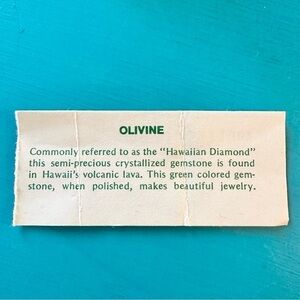 OLIVINE
Commonly referred to as the "Hawaiian Diamond"
this semi-precious crystallized gemstone is found
in Hawaii's volcanic lava. This green colored gem-
stone, when polished, makes beautiful jewelry.